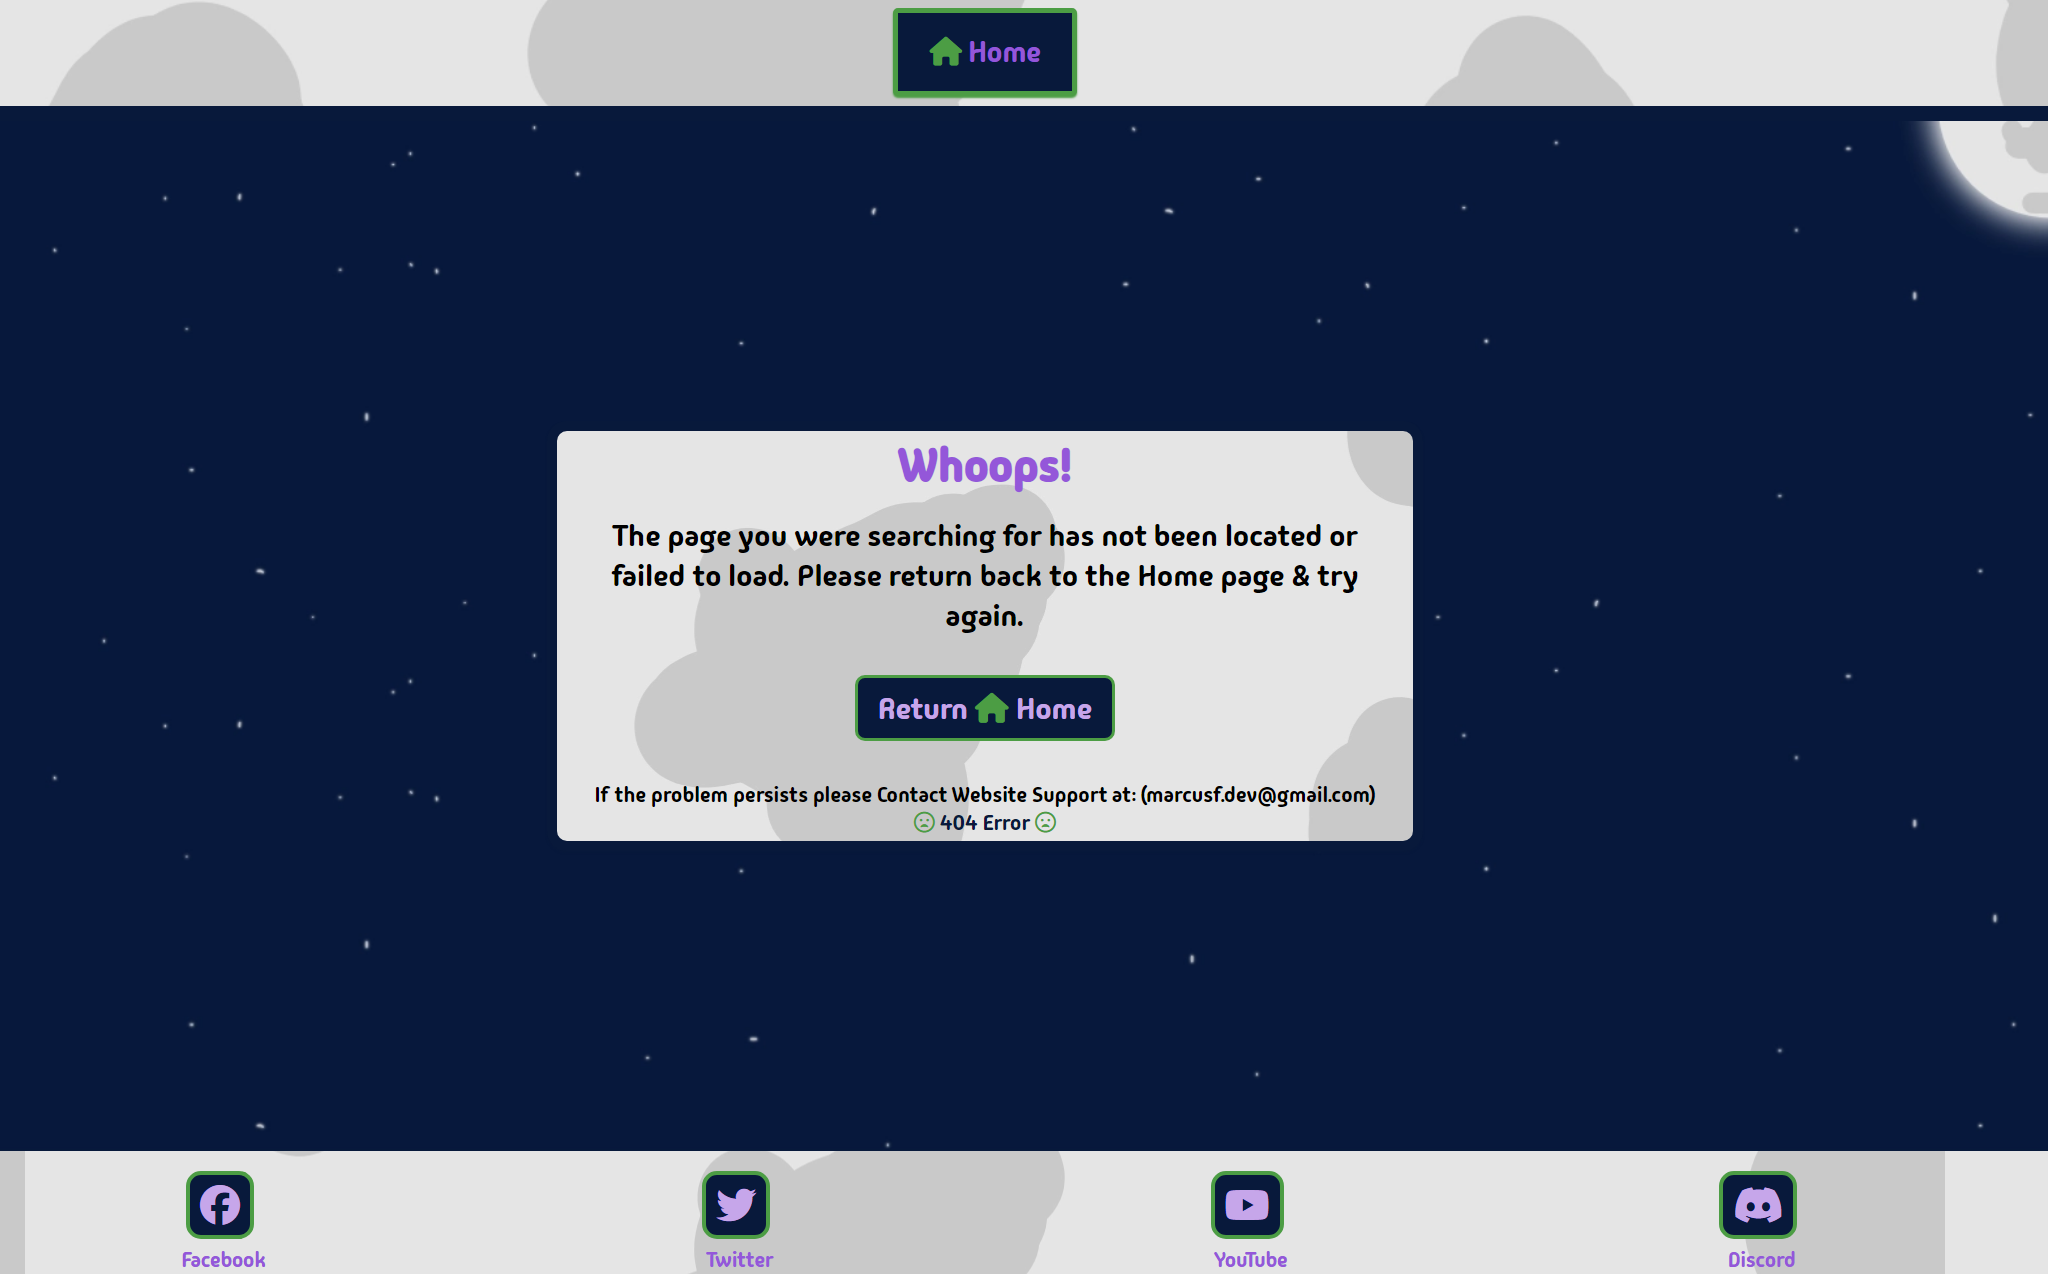 Home
Whoops!
The page you were searching for has not been located or
failed to load. Please return back to the Home page & try
again.
Return Home
If the problem persists please Contact Website Support at: (marcusf.dev@gmail.com)
404 Error
Facebook
Twitter
YouTube
Discord